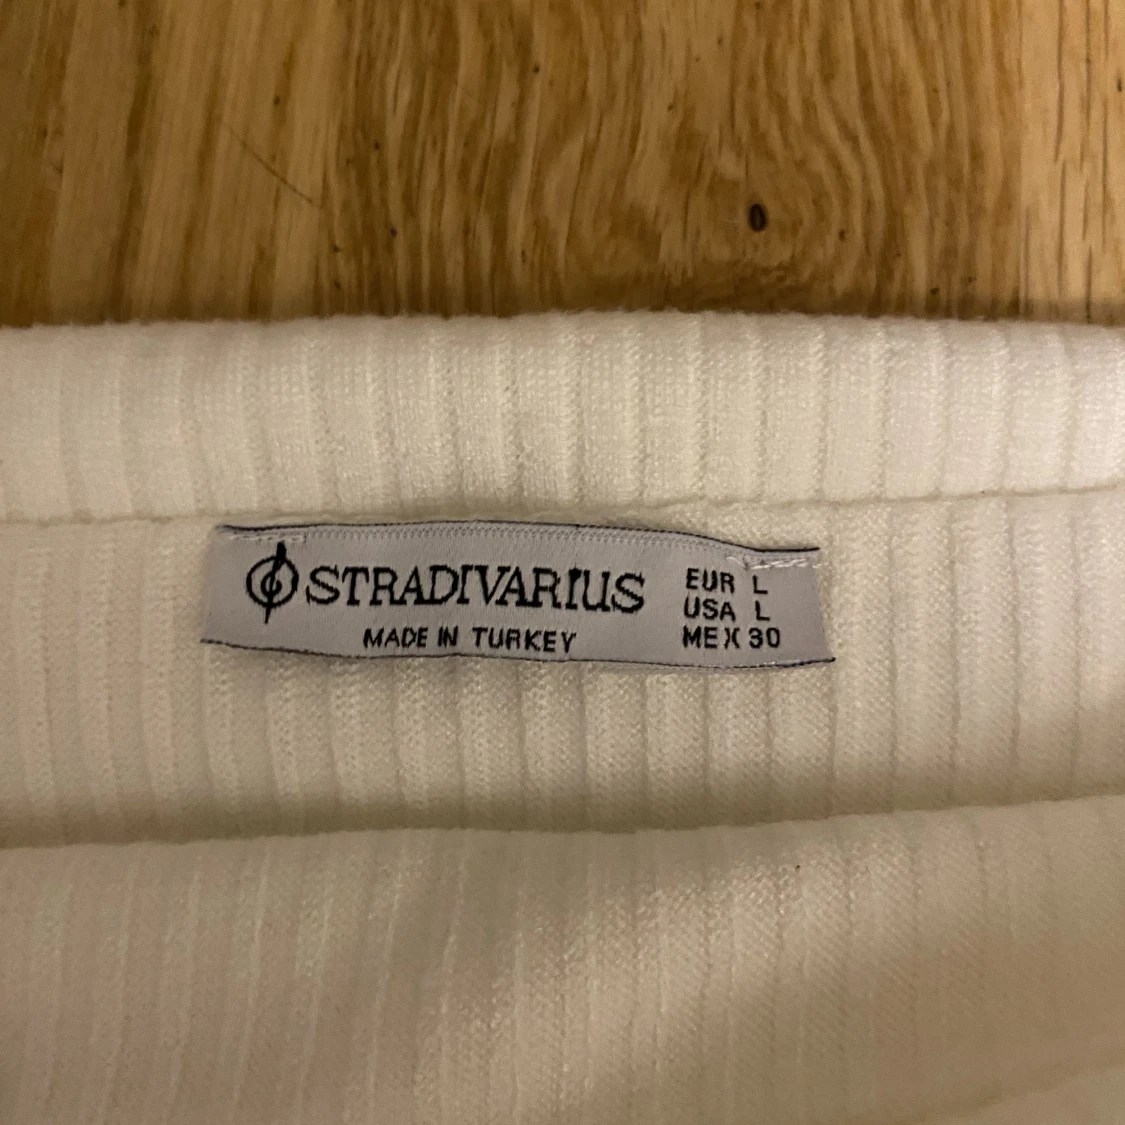 STRADIVARIUS
MADE IN TURKEY
EUR L
USA L
MEX 30